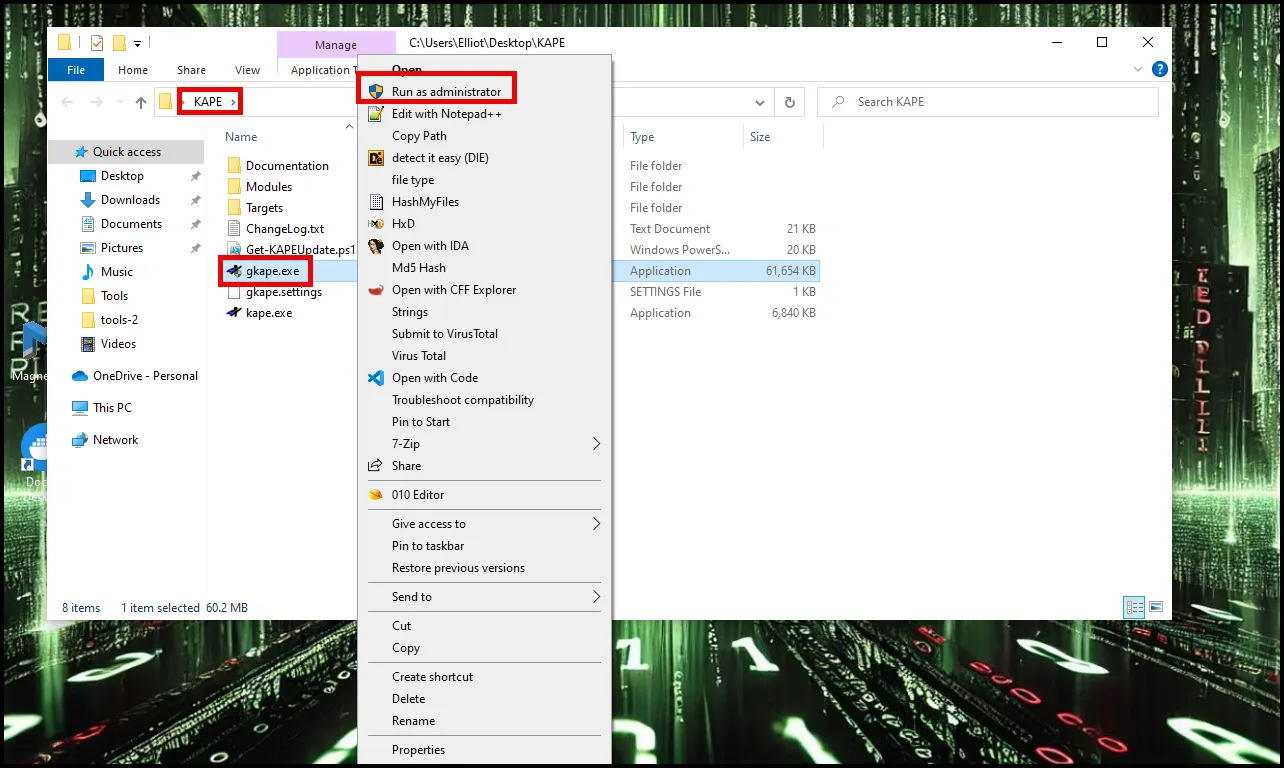 Manage
C:\Users\Elliot\Desktop\KAPE
File
Home
Share
View
Application T
KAPE
Search KAPE
Quick access
Desktop
Downloads
Documents
Pictures
Music
Tools
tools-2
Videos
OneDrive - Personal
This PC
Network
Name
Type
Size
Documentation
File folder
Modules
File folder
Targets
File folder
ChangeLog.txt
Text Document
21 KB
Get-KAPEUpdate.ps1
Windows PowerS...
20 KB
gkape.exe
Application
61,654 KB
gkape.settings
SETTINGS File
1 KB
kape.exe
Application
6,840 KB
Open
Run as administrator
Edit with Notepad++
Copy Path
detect it easy (DIE)
file type
HashMyFiles
HxD
Open with IDA
Md5 Hash
Open with CFF Explorer
Strings
Submit to VirusTotal
Virus Total
Open with Code
Troubleshoot compatibility
Pin to Start
7-Zip
Share
010 Editor
Give access to
Pin to taskbar
Restore previous versions
Send to
Cut
Copy
Create shortcut
Delete
Rename
Properties
8 items
1 item selected
60.2 MB
Magne